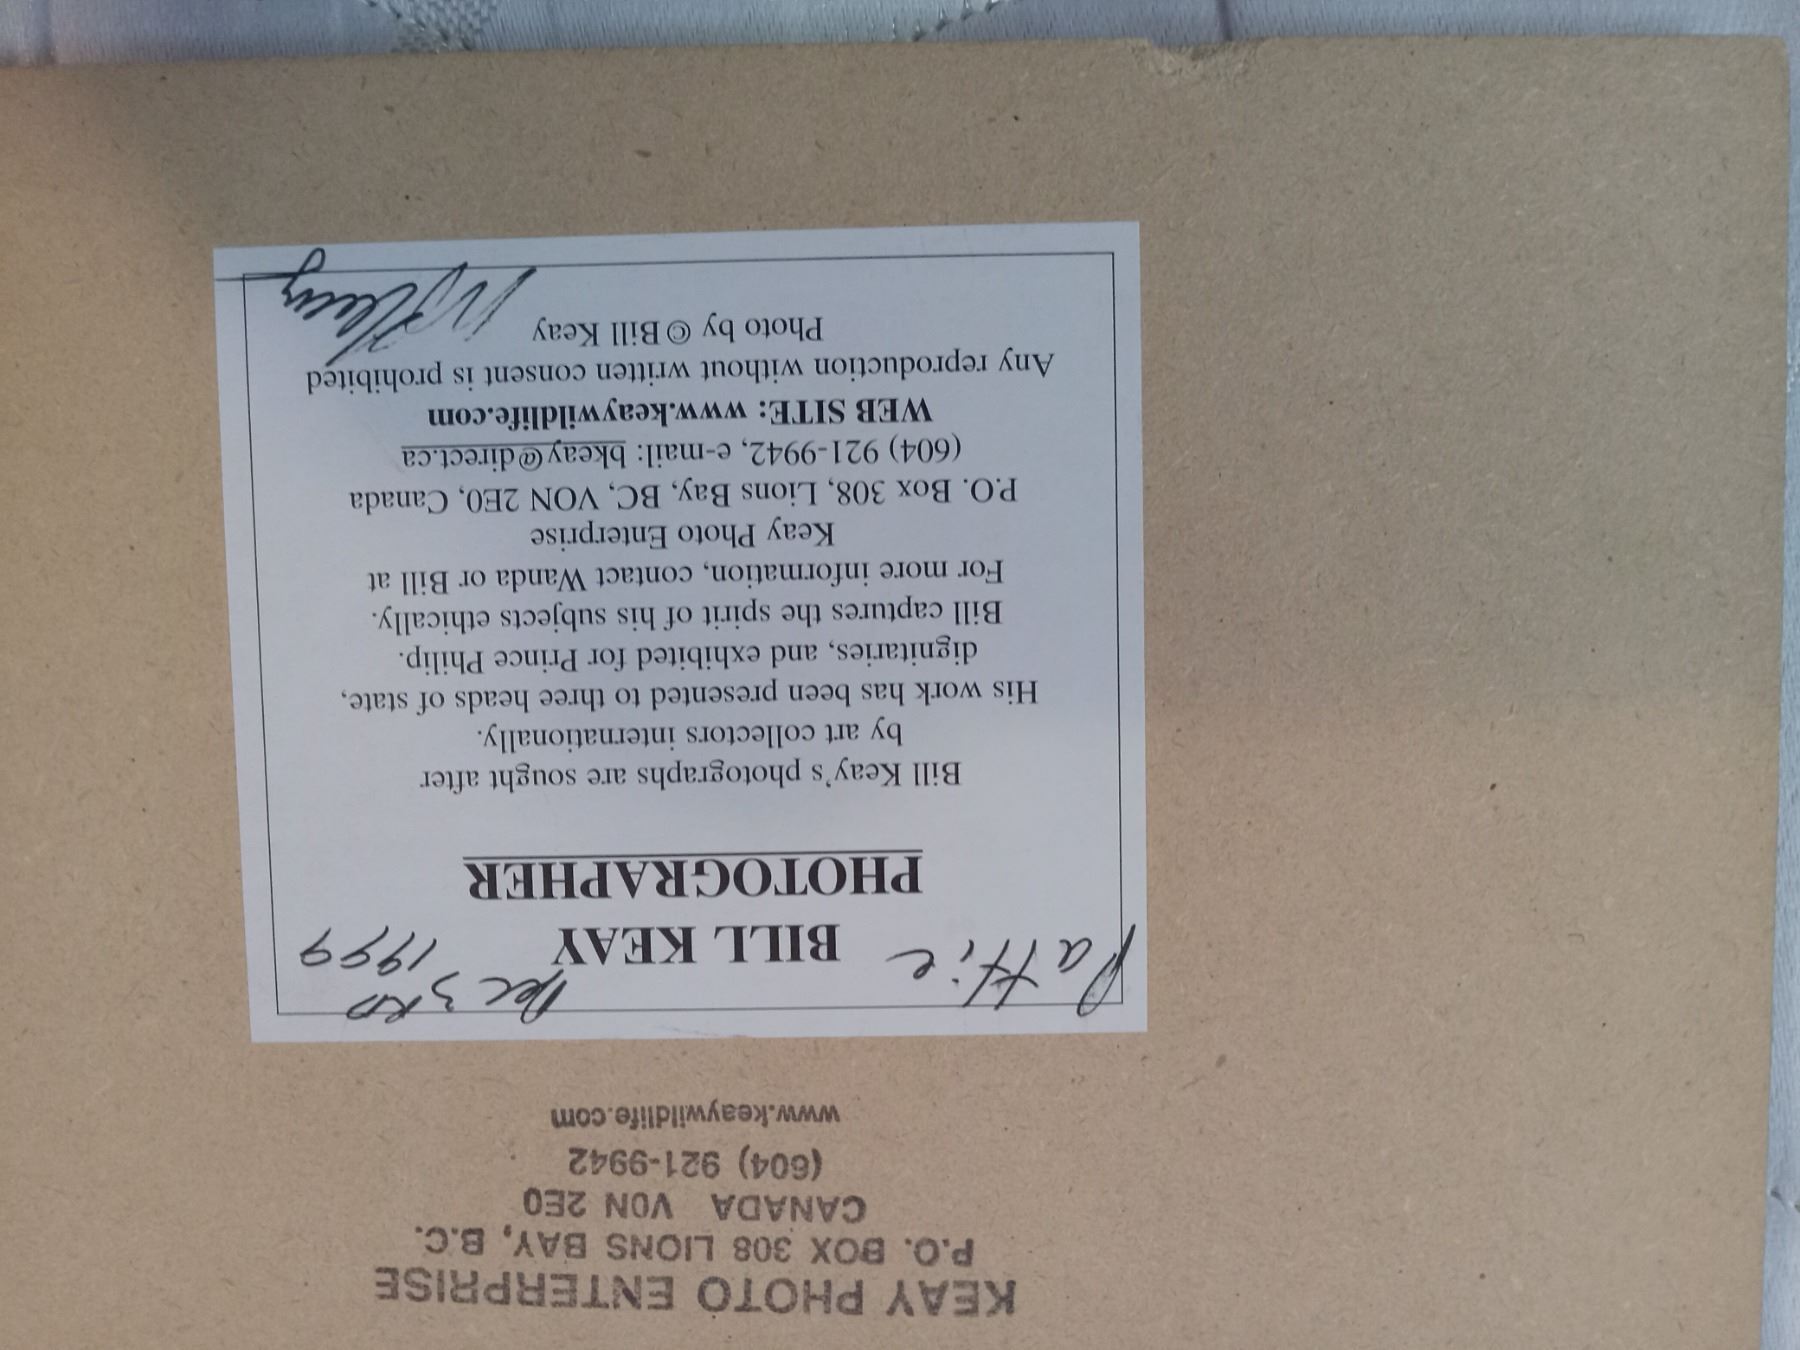 KEAY PHOTO ENTERPRISE
P.O. BOX 308 LIONS BAY, B.C.
CANADA VON 2E0
(604) 921-9942
www.keaywildlife.com
Pattie
Dec 3RD
1999
BILL KEAY
PHOTOGRAPHER
Bill Keay's photographs are sought after
by art collectors internationally.
His work has been presented to three heads of state,
dignitaries, and exhibited for Prince Philip.
Bill captures the spirit of his subjects ethically.
For more information, contact Wanda or Bill at
Keay Photo Enterprise
P.O. Box 308, Lions Bay, BC, VON 2E0, Canada
(604) 921-9942, e-mail: bkeay@direct.ca
WEB SITE: www.keaywildlife.com
Any reproduction without written consent is prohibited
Photo by © Bill Keay